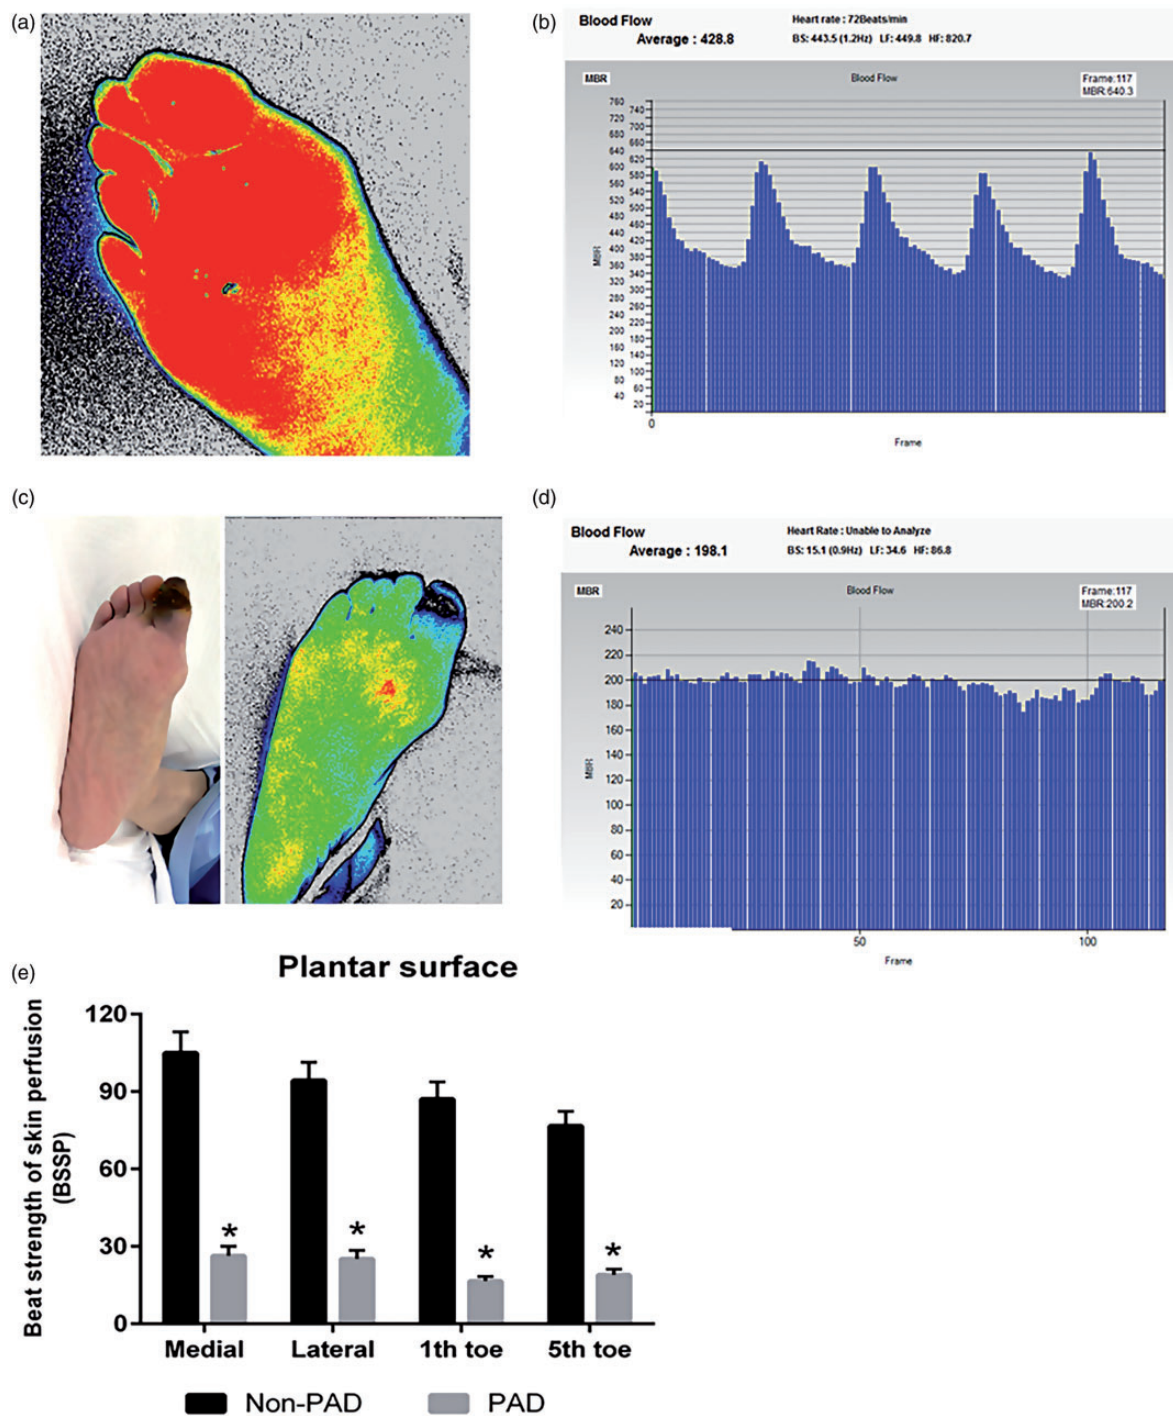 (a)
(b)
Blood Flow
Average : 428.8
Heart rate : 72Beats/min
BS: 443.5 (1.2Hz) LF: 449.8 HF: 820.7
MBR
Blood Flow
Frame:117
MBR:640.3
760
740
720
700
680
660
640
620
600
580
560
540
520
500
480
460
440
420
400
380
360
340
320
300
280
260
240
220
200
180
160
140
120
100
80
60
40
20
MBR
0
Frame
(c)
(d)
Blood Flow
Average : 198.1
Heart Rate : Unable to Analyze
BS: 15.1 (0.9Hz) LF: 34.6 HF: 86.8
MBR
Blood Flow
Frame:117
MBR:200.2
240
220
200
180
160
140
120
100
80
60
40
20
MBR
50
100
Frame
(e)
Plantar surface
Beat strength of skin perfusion
(BSSP)
120
90
60
30
0
* * * *
Medial Lateral 1th toe 5th toe
Non-PAD PAD